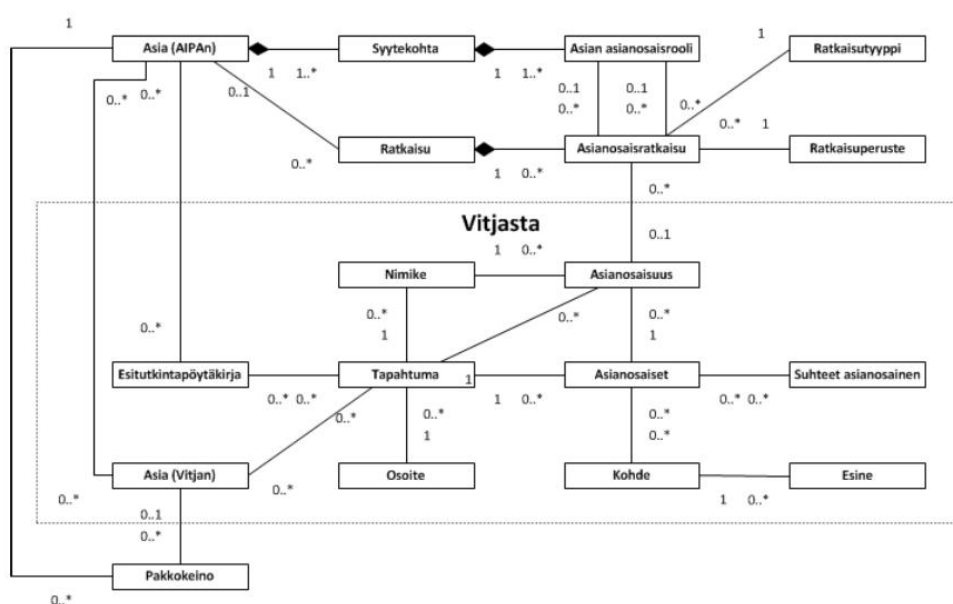 1
Asia (AIPAn)
Syytekohta
Asian asianosaisrooli
1
Ratkaisutyyppi
1 1..*
1 1..*
0..* 0..*
0..1
0..1 0..1
0..* 0..*
0..*
0..* 1
Ratkaisu
Asianosaisratkaisu
Ratkaisuperuste
0..*
1 0..*
0..*
Vitjasta
0..1
1 0..*
Nimike
Asianosaisuus
0..*
0..*
0..*
0..*
1
1
Esitutkintapöytäkirja
Tapahtuma
1
Asianosaiset
Suhteet asianosainen
0..* 0..*
0..*
0..*
1 0..*
0..*
0..* 0..*
1
0..*
Asia (Vitjan)
Osoite
Kohde
Esine
0..*
0..*
1 0..*
0..1
0..*
Pakkokeino
0..*